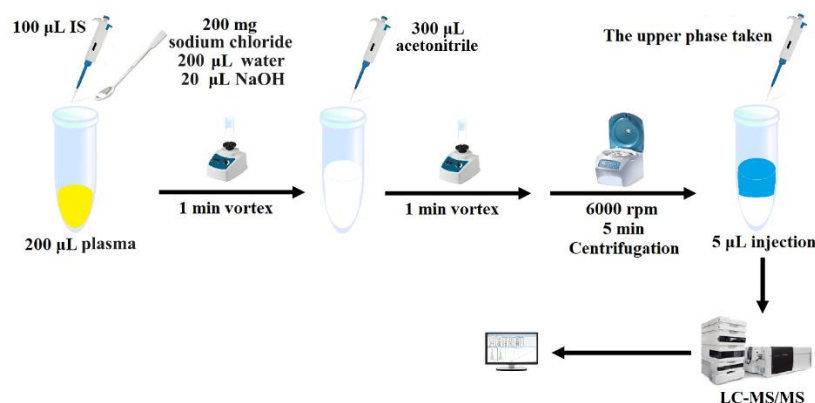 100 µL IS
200 mg
sodium chloride
200 µL water
20 µL NaOH
300 µL
acetonitrile
The upper phase taken
1 min vortex
1 min vortex
6000 rpm
5 min
Centrifugation
200 µL plasma
5 µL injection
LC-MS/MS